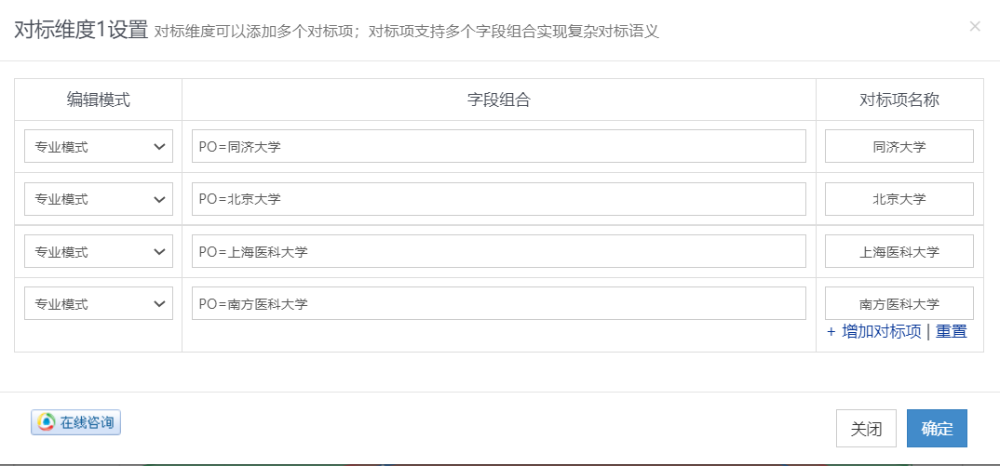 对标维度1设置 对标维度可以添加多个对标项；对标项支持多个字段组合实现复杂对标语义 ×
编辑模式 字段组合 对标项名称
专业模式 PO=同济大学 同济大学
专业模式 PO=北京大学 北京大学
专业模式 PO=上海医科大学 上海医科大学
专业模式 PO=南方医科大学 南方医科大学
+ 增加对标项 | 重置
在线咨询 关闭 确定